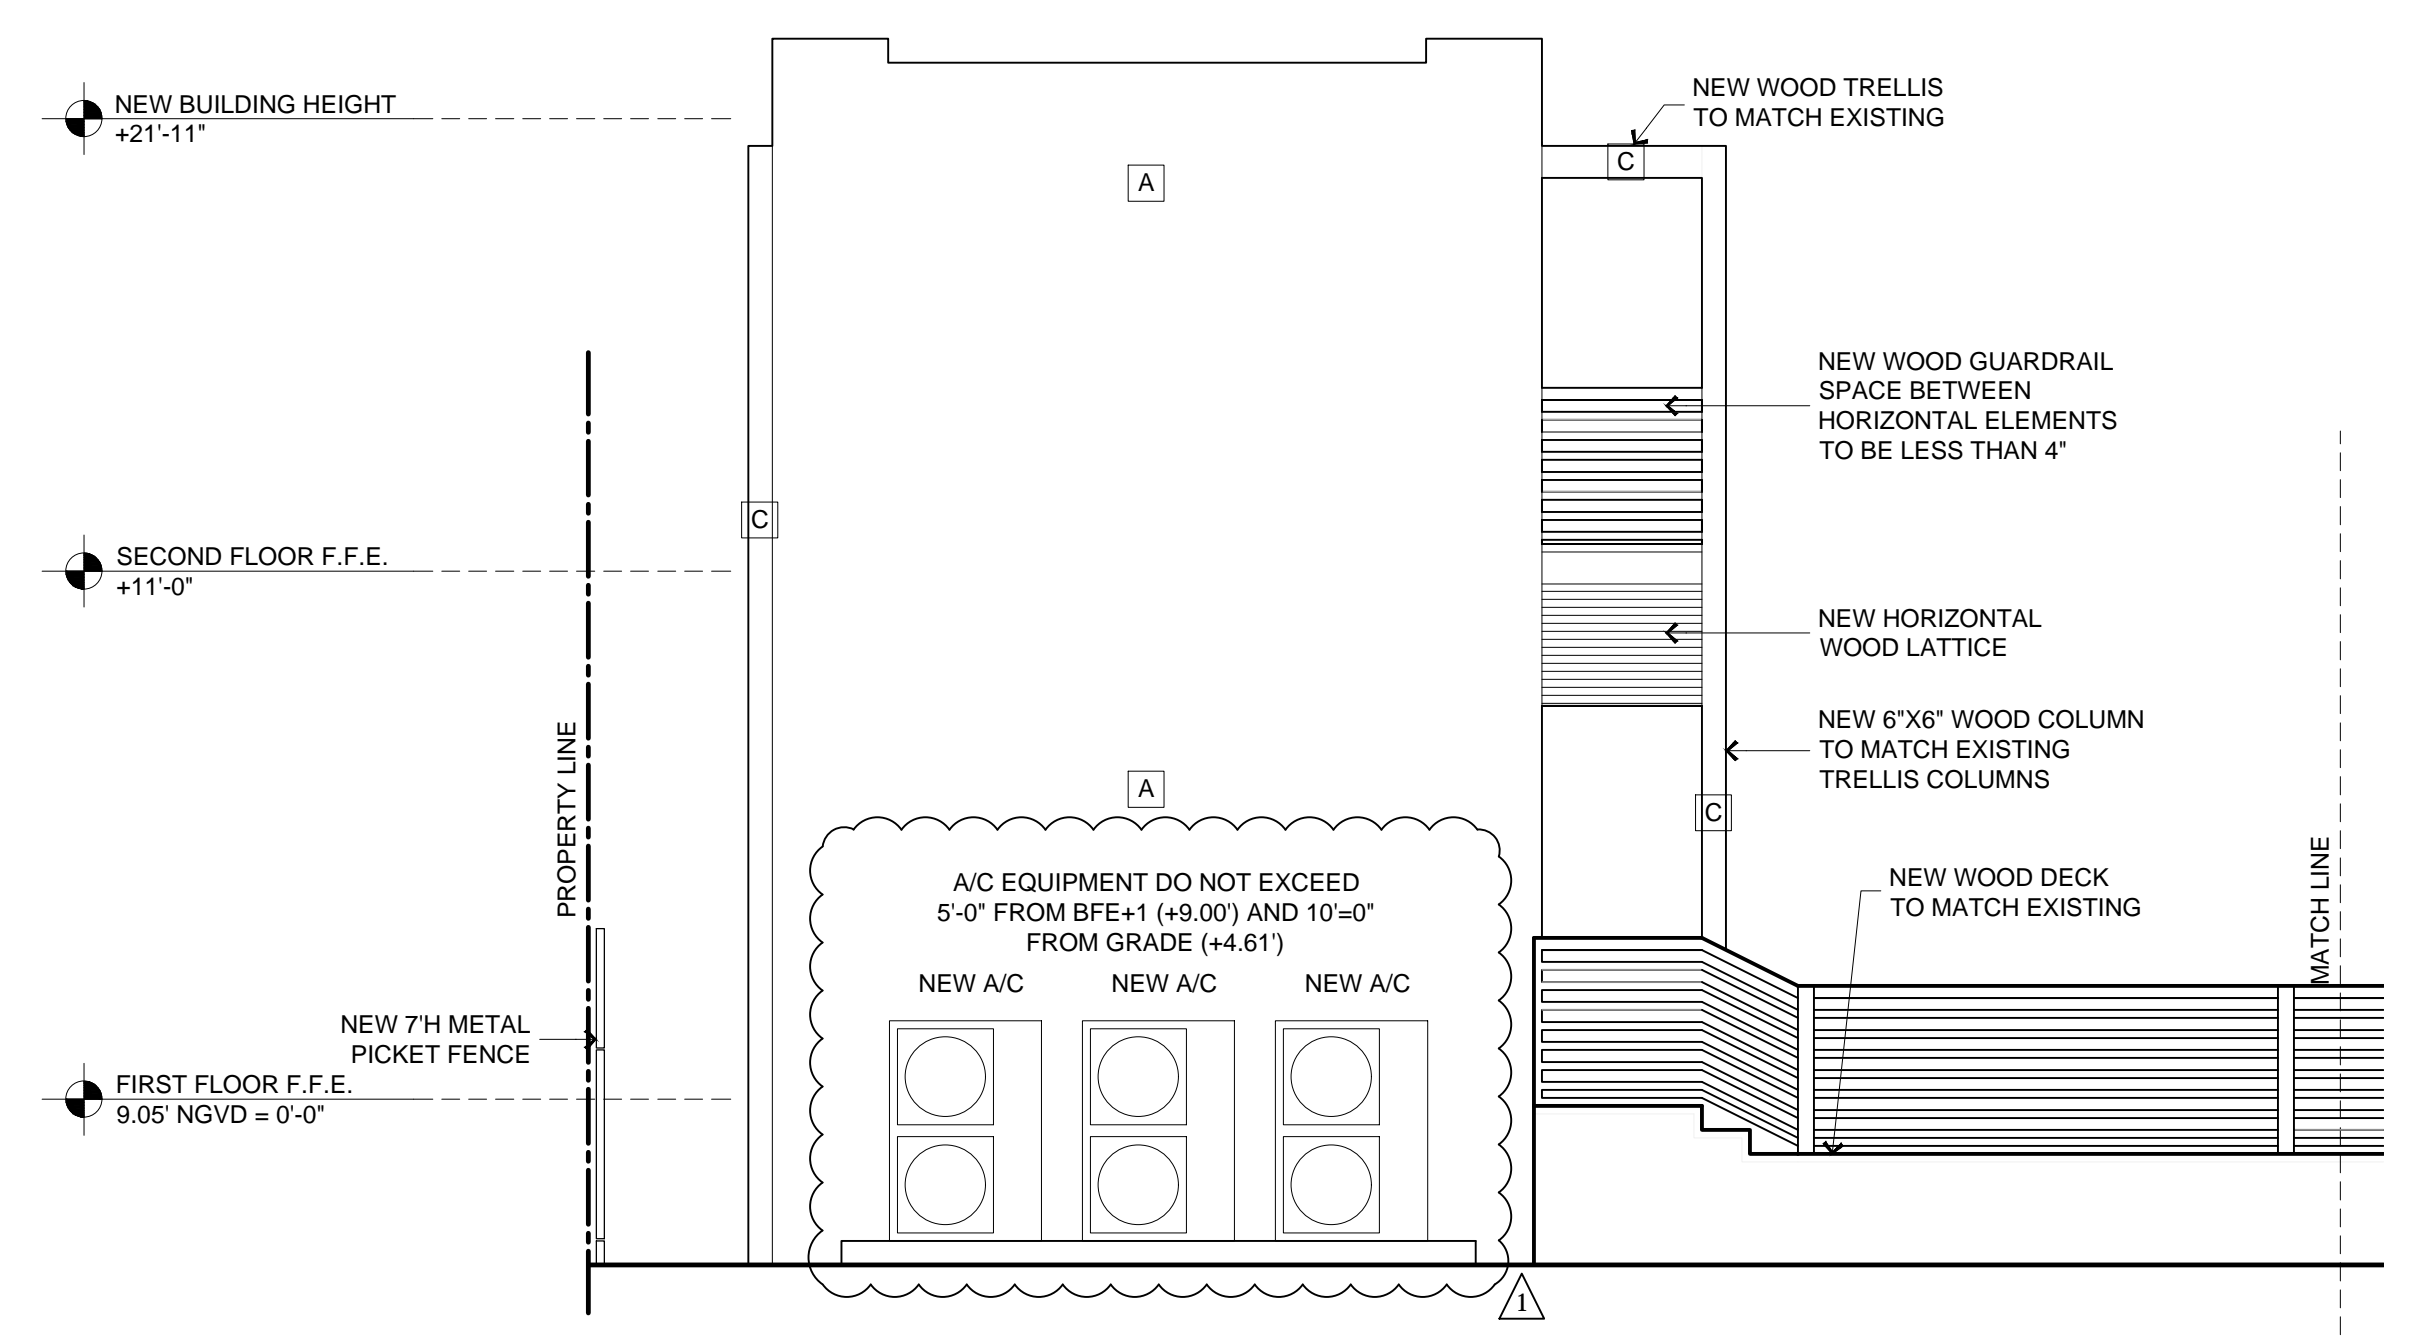 NEW BUILDING HEIGHT
+21'-11"
NEW WOOD TRELLIS
TO MATCH EXISTING
C
A
NEW WOOD GUARDRAIL
SPACE BETWEEN
HORIZONTAL ELEMENTS
TO BE LESS THAN 4"
C
SECOND FLOOR F.F.E.
+11'-0"
NEW HORIZONTAL
WOOD LATTICE
NEW 6"X6" WOOD COLUMN
TO MATCH EXISTING
TRELLIS COLUMNS
PROPERTY LINE
A
C
MATCH LINE
A/C EQUIPMENT DO NOT EXCEED
5'-0" FROM BFE+1 (+9.00') AND 10'=0"
FROM GRADE (+4.61')
NEW WOOD DECK
TO MATCH EXISTING
NEW A/C
NEW A/C
NEW A/C
NEW 7'H METAL
PICKET FENCE
FIRST FLOOR F.F.E.
9.05' NGVD = 0'-0"
1